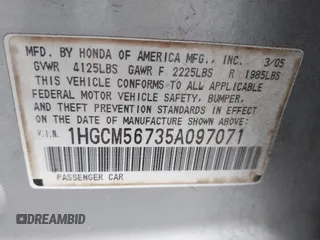 MFD. BY HONDA OF AMERICA MFG., INC. 3/05
GVWR 4125LBS GAWR F 2225LBS R 1985LBS
THIS VEHICLE CONFORMS TO ALL APPLICABLE
FEDERAL MOTOR VEHICLE SAFETY, BUMPER,
AND THEFT PREVENTION STANDARDS IN EFFECT
ON THE DATE OF MANUFACTURE SHOWN ABOVE.
V.I.N. 1HGCM56735A097071
PASSENGER CAR
DREAMBID